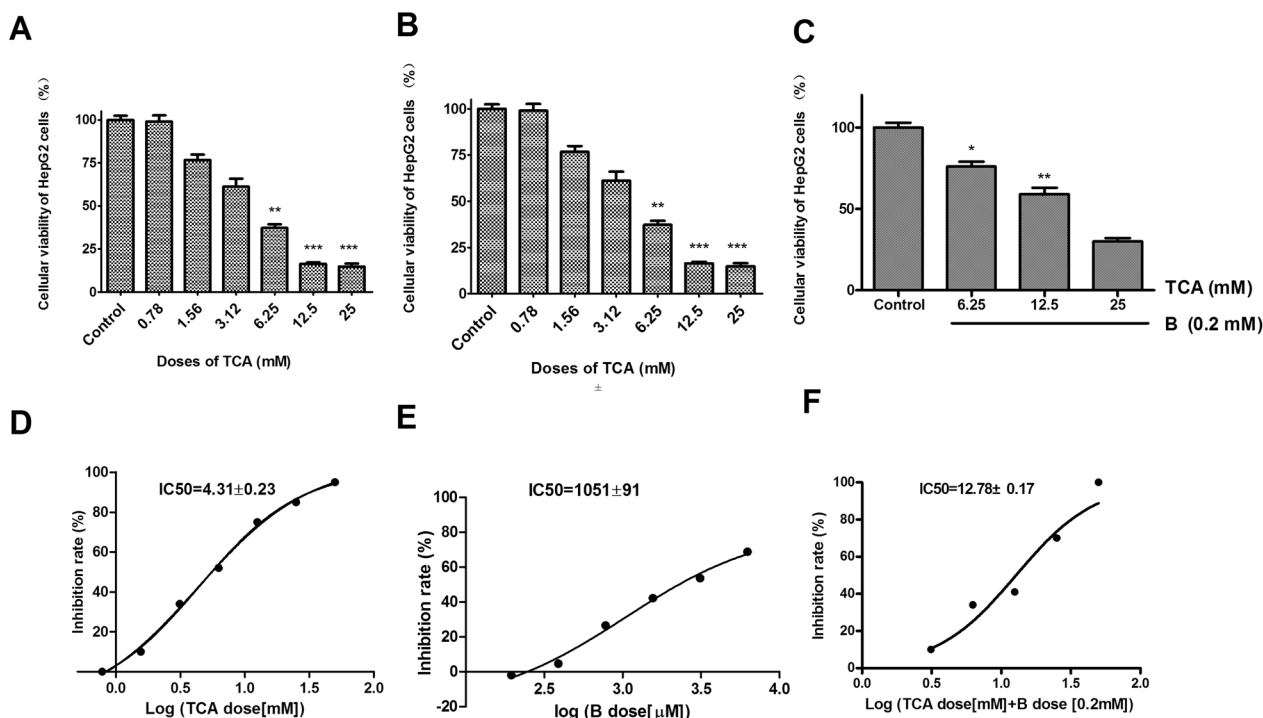 A
Cellular viability of HepG2 cells (%)
100
75
50
25
0
**
***
***
Control
0.78
1.56
3.12
6.25
12.5
25
Doses of TCA (mM)
B
Cellular viability of HepG2 cells (%)
100
75
50
25
0
**
***
***
Control
0.78
1.56
3.12
6.25
12.5
25
Doses of TCA (mM)
±
C
Cellular viability of HepG2 cells (%)
100
50
0
*
**
Control
6.25
12.5
25
TCA (mM)
B (0.2 mM)
D
Inhibition rate (%)
100
80
60
40
20
IC50=4.31±0.23
0.0
0.5
1.0
1.5
2.0
Log (TCA dose[mM])
E
Inhibition rate (%)
100
80
60
40
20
0
-20
IC50=1051±91
2.5
3.0
3.5
4.0
log (B dose[μM])
F
Inhibition rate (%)
100
80
60
40
20
0
IC50=12.78± 0.17
0.0
0.5
1.0
1.5
2.0
Log (TCA dose[mM]+B dose [0.2mM])